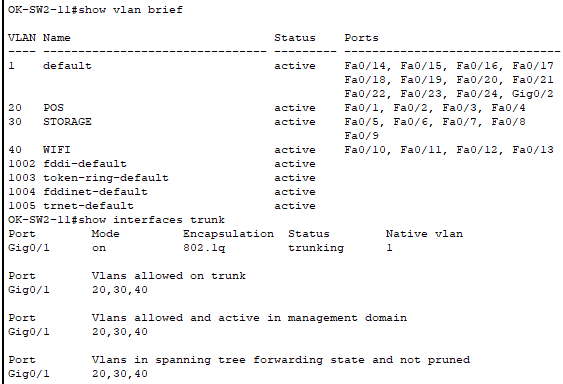 OK-SW2-11#show vlan brief
VLAN Name                             Status    Ports
---- -------------------------------- --------- -------------------------------
1    default                          active    Fa0/14, Fa0/15, Fa0/16, Fa0/17
                                                Fa0/18, Fa0/19, Fa0/20, Fa0/21
                                                Fa0/22, Fa0/23, Fa0/24, Gig0/2
20   POS                              active    Fa0/1, Fa0/2, Fa0/3, Fa0/4
30   STORAGE                          active    Fa0/5, Fa0/6, Fa0/7, Fa0/8
                                                Fa0/9
40   WIFI                             active    Fa0/10, Fa0/11, Fa0/12, Fa0/13
1002 fddi-default                     active
1003 token-ring-default               active
1004 fddinet-default                  active
1005 trnet-default                    active
OK-SW2-11#show interfaces trunk
Port        Mode         Encapsulation  Status        Native vlan
Gig0/1      on           802.1q         trunking      1
Port        Vlans allowed on trunk
Gig0/1      20,30,40
Port        Vlans allowed and active in management domain
Gig0/1      20,30,40
Port        Vlans in spanning tree forwarding state and not pruned
Gig0/1      20,30,40